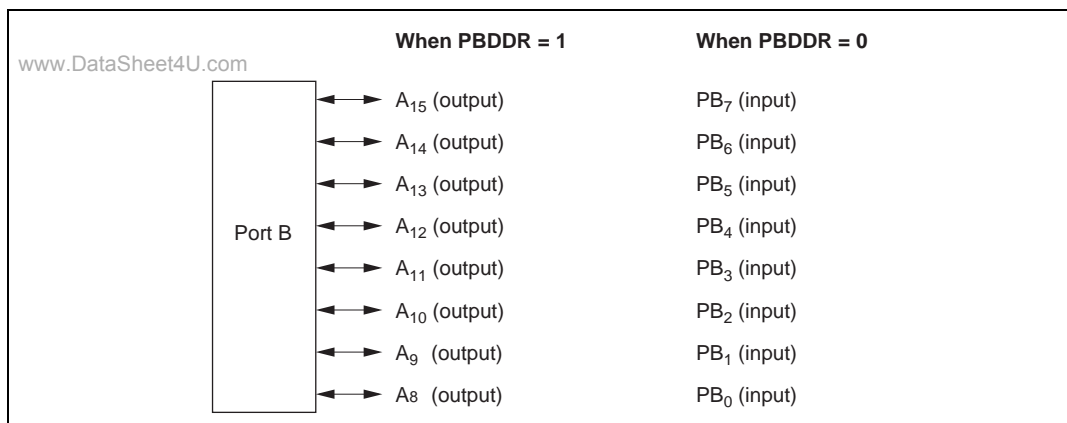 When PBDDR = 1 When PBDDR = 0
www.DataSheet4U.com
A15 (output) PB7 (input)
A14 (output) PB6 (input)
A13 (output) PB5 (input)
Port B A12 (output) PB4 (input)
A11 (output) PB3 (input)
A10 (output) PB2 (input)
A9 (output) PB1 (input)
A8 (output) PB0 (input)